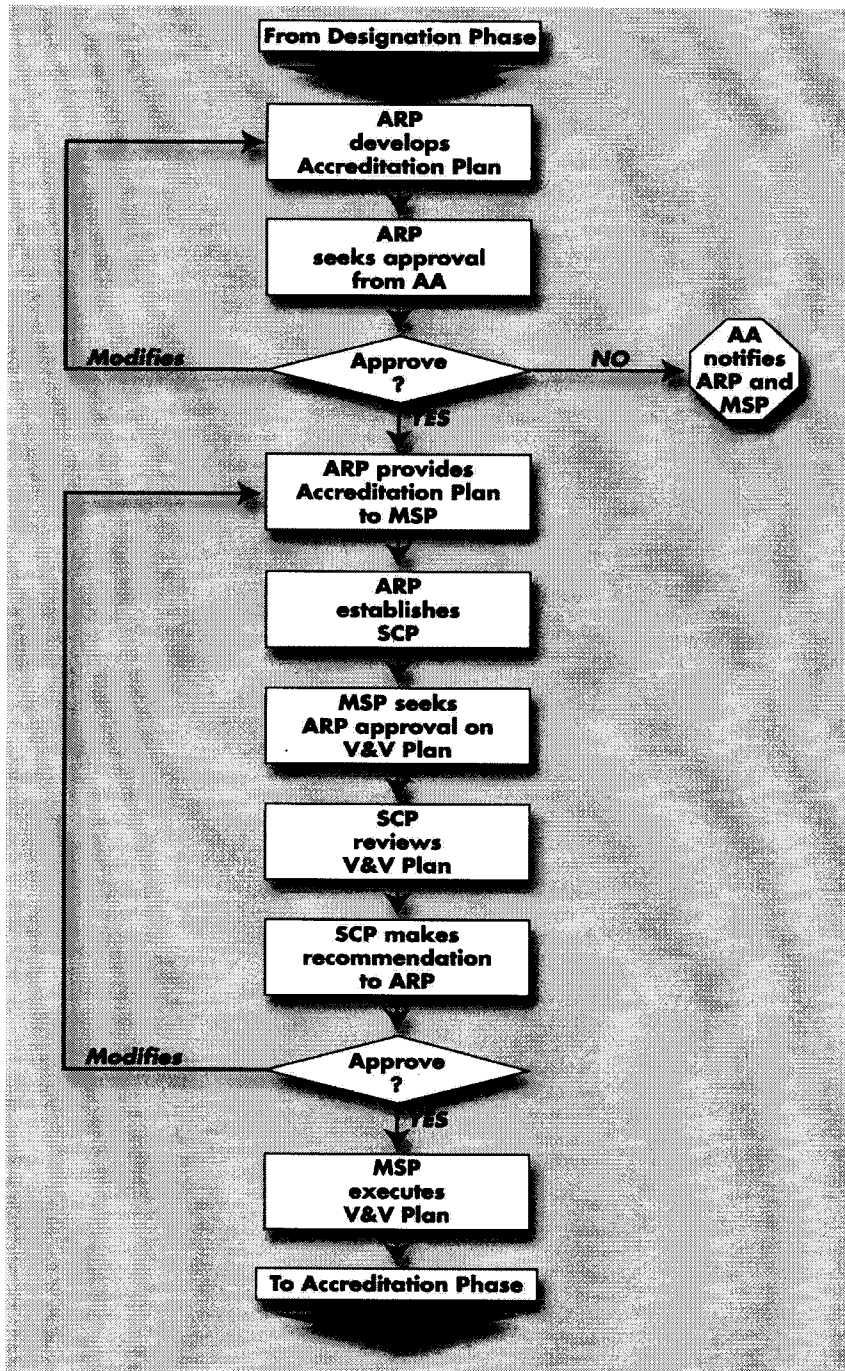 From Designation Phase
ARP
develops
Accreditation Plan
ARP
seeks approval
from AA
Modifies
Approve
?
NO
AA
notifies
ARP and
MSP
YES
ARP provides
Accreditation Plan
to MSP
ARP
establishes
SCP
MSP seeks
ARP approval on
V&V Plan
SCP
reviews
V&V Plan
SCP makes
recommendation
to ARP
Modifies
Approve
?
YES
MSP
executes
V&V Plan
To Accreditation Phase